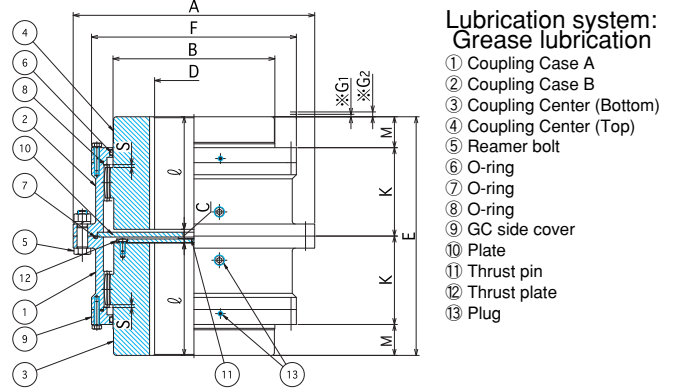 A
F
B
D
※G1
※G2
Lubrication system:
Grease lubrication
① Coupling Case A
② Coupling Case B
③ Coupling Center (Bottom)
④ Coupling Center (Top)
⑤ Reamer bolt
⑥ O-ring
⑦ O-ring
⑧ O-ring
⑨ GC side cover
⑩ Plate
⑪ Thrust pin
⑫ Thrust plate
⑬ Plug
4
6
8
2
10
7
5
12
1
9
3
11
13
S
S
ℓ
ℓ
C
M
K
E
K
M